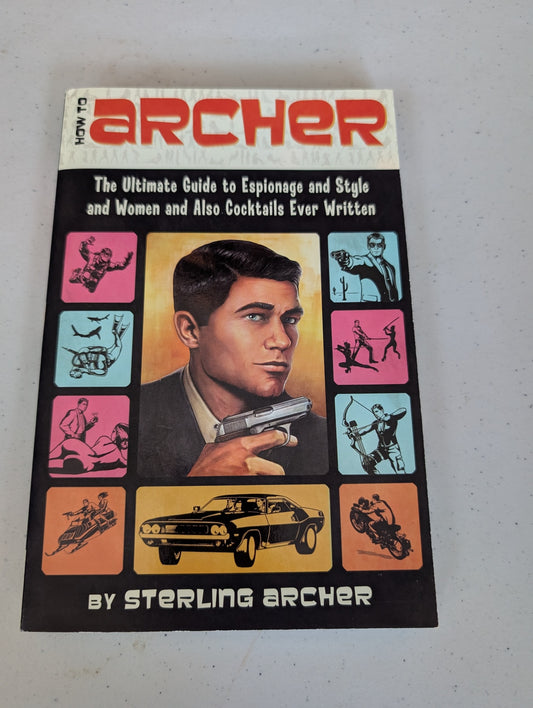 HOW TO
ARCHER
The Ultimate Guide to Espionage and Style
and Women and Also Cocktails Ever Written
BY STERLING ARCHER